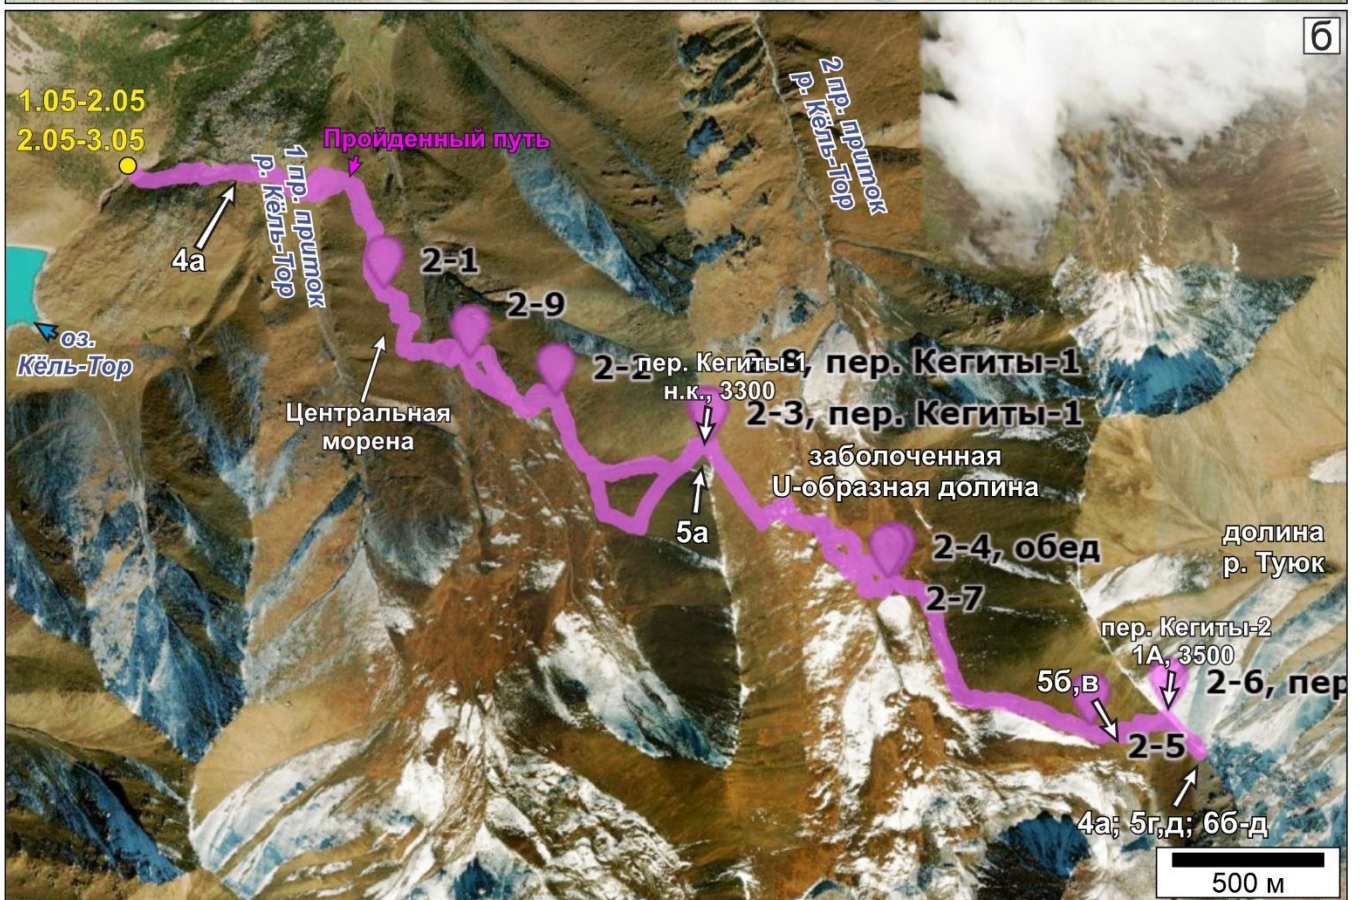 б
1.05-2.05
2.05-3.05
Пройденный путь
2 пр. приток
р. Кёль-Тор
1 пр. приток
р. Кёль-Тор
4а
2-1
2-9
оз.
Кёль-Тор
2-2
пер. Кегиты-1
н.к., 3300
2-8, пер. Кегиты-1
2-3, пер. Кегиты-1
Центральная
морена
заболоченная
U-образная долина
5а
2-4, обед
долина
р. Туюк
2-7
пер. Кегиты-2
1А, 3500
5б,в
2-6, пер
2-5
4а; 5г,д; 6б-д
500 м